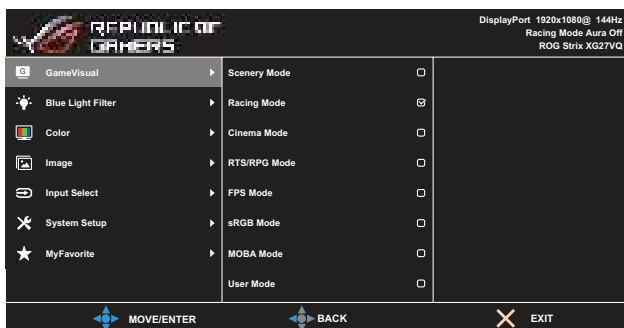 REPUBLIC OF
GAMERS
DisplayPort 1920x1080@ 144Hz
Racing Mode Aura Off
ROG Strix XG27VQ
G
GameVisual
Blue Light Filter
Color
Image
Input Select
System Setup
MyFavorite
Scenery Mode
Racing Mode
Cinema Mode
RTS/RPG Mode
FPS Mode
sRGB Mode
MOBA Mode
User Mode
MOVE/ENTER
BACK
EXIT